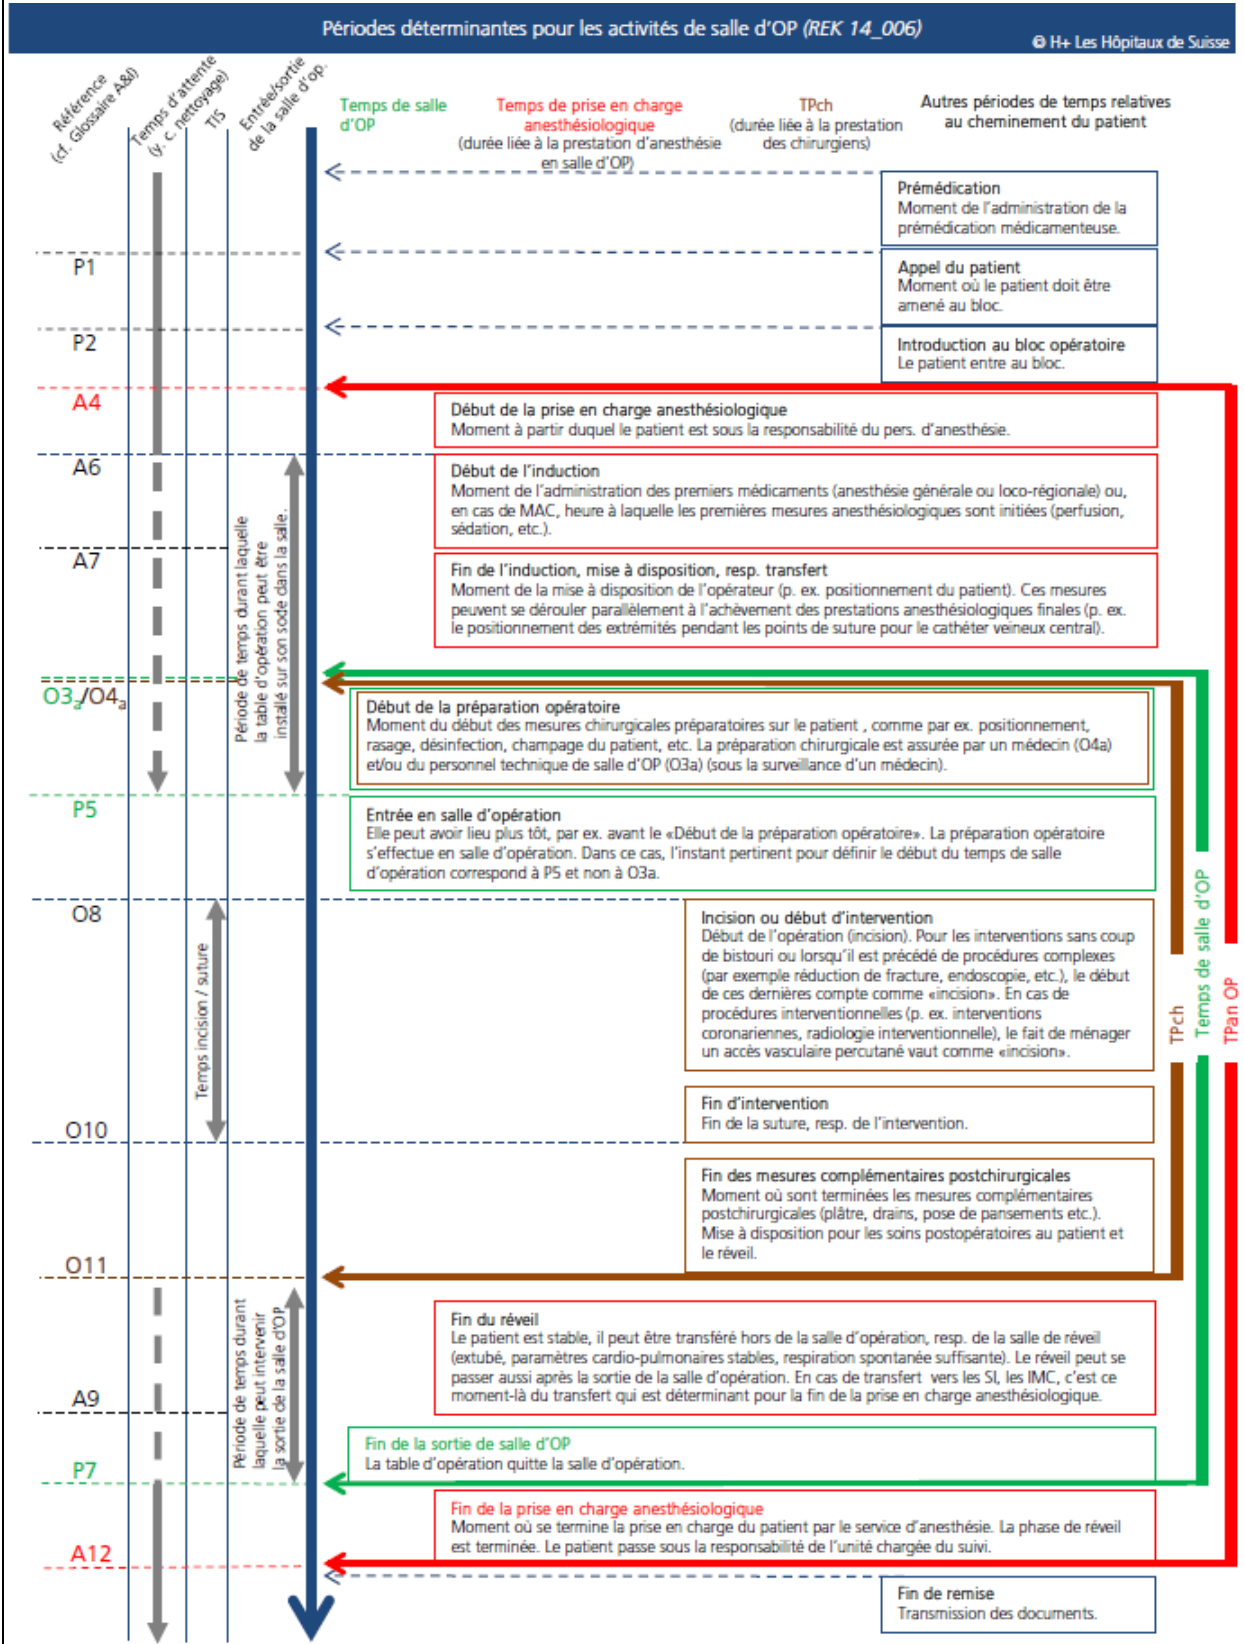 Périodes déterminantes pour les activités de salle d'OP (REK 14_006)
© H+ Les Hôpitaux de Suisse
Référence
(cf. Glossaire A&I)
Temps d'attente
(y. c. nettoyage)
TIS
Entrée/sortie
de la salle d'op.
Temps de salle
d'OP
Temps de prise en charge
anesthésiologique
(durée liée à la prestation d'anesthésie
en salle d'OP)
TPch
(durée liée à la prestation
des chirurgiens)
Autres périodes de temps relatives
au cheminement du patient
Prémédication
Moment de l'administration de la
prémédication médicamenteuse.
P1
Appel du patient
Moment où le patient doit être
amené au bloc.
P2
Introduction au bloc opératoire
Le patient entre au bloc.
A4
Début de la prise en charge anesthésiologique
Moment à partir duquel le patient est sous la responsabilité du pers. d'anesthésie.
A6
Début de l'induction
Moment de l'administration des premiers médicaments (anesthésie générale ou loco-régionale) ou,
en cas de MAC, heure à laquelle les premières mesures anesthésiologiques sont initiées (perfusion,
sédation, etc.).
A7
Fin de l'induction, mise à disposition, resp. transfert
Moment de la mise à disposition de l'opérateur (p. ex. positionnement du patient). Ces mesures
peuvent se dérouler parallèlement à l'achèvement des prestations anesthésiologiques finales (p. ex.
le positionnement des extrémités pendant les points de suture pour le cathéter veineux central).
Période de temps durant laquelle
la table d'opération peut être
installé sur son sode dans la salle.
O3a/O4a
Début de la préparation opératoire
Moment du début des mesures chirurgicales préparatoires sur le patient , comme par ex. positionnement,
rasage, désinfection, champage du patient, etc. La préparation chirurgicale est assurée par un médecin (O4a)
et/ou du personnel technique de salle d'OP (O3a) (sous la surveillance d'un médecin).
P5
Entrée en salle d'opération
Elle peut avoir lieu plus tôt, par ex. avant le «Début de la préparation opératoire». La préparation opératoire
s'effectue en salle d'opération. Dans ce cas, l'instant pertinent pour définir le début du temps de salle
d'opération correspond à P5 et non à O3a.
O8
Incision ou début d'intervention
Début de l'opération (incision). Pour les interventions sans coup
de bistouri ou lorsqu'il est précédé de procédures complexes
(par exemple réduction de fracture, endoscopie, etc.), le début
de ces dernières compte comme «incision». En cas de
procédures interventionnelles (p. ex. interventions
coronariennes, radiologie interventionnelle), le fait de ménager
un accès vasculaire percutané vaut comme «incision».
Temps incision / suture
TPch
Temps de salle d'OP
TPan OP
Fin d'intervention
Fin de la suture, resp. de l'intervention.
O10
Fin des mesures complémentaires postchirurgicales
Moment où sont terminées les mesures complémentaires
postchirurgicales (plâtre, drains, pose de pansements etc.).
Mise à disposition pour les soins postopératoires au patient et
le réveil.
O11
Période de temps durant
laquelle peut intervenir
la sortie de la salle d'OP
Fin du réveil
Le patient est stable, il peut être transféré hors de la salle d'opération, resp. de la salle de réveil
(extubé, paramètres cardio-pulmonaires stables, respiration spontanée suffisante). Le réveil peut se
passer aussi après la sortie de la salle d'opération. En cas de transfert vers les SI, les IMC, c'est ce
moment-là du transfert qui est déterminant pour la fin de la prise en charge anesthésiologique.
A9
Fin de la sortie de salle d'OP
La table d'opération quitte la salle d'opération.
P7
Fin de la prise en charge anesthésiologique
Moment où se termine la prise en charge du patient par le service d'anesthésie. La phase de réveil
est terminée. Le patient passe sous la responsabilité de l'unité chargée du suivi.
A12
Fin de remise
Transmission des documents.